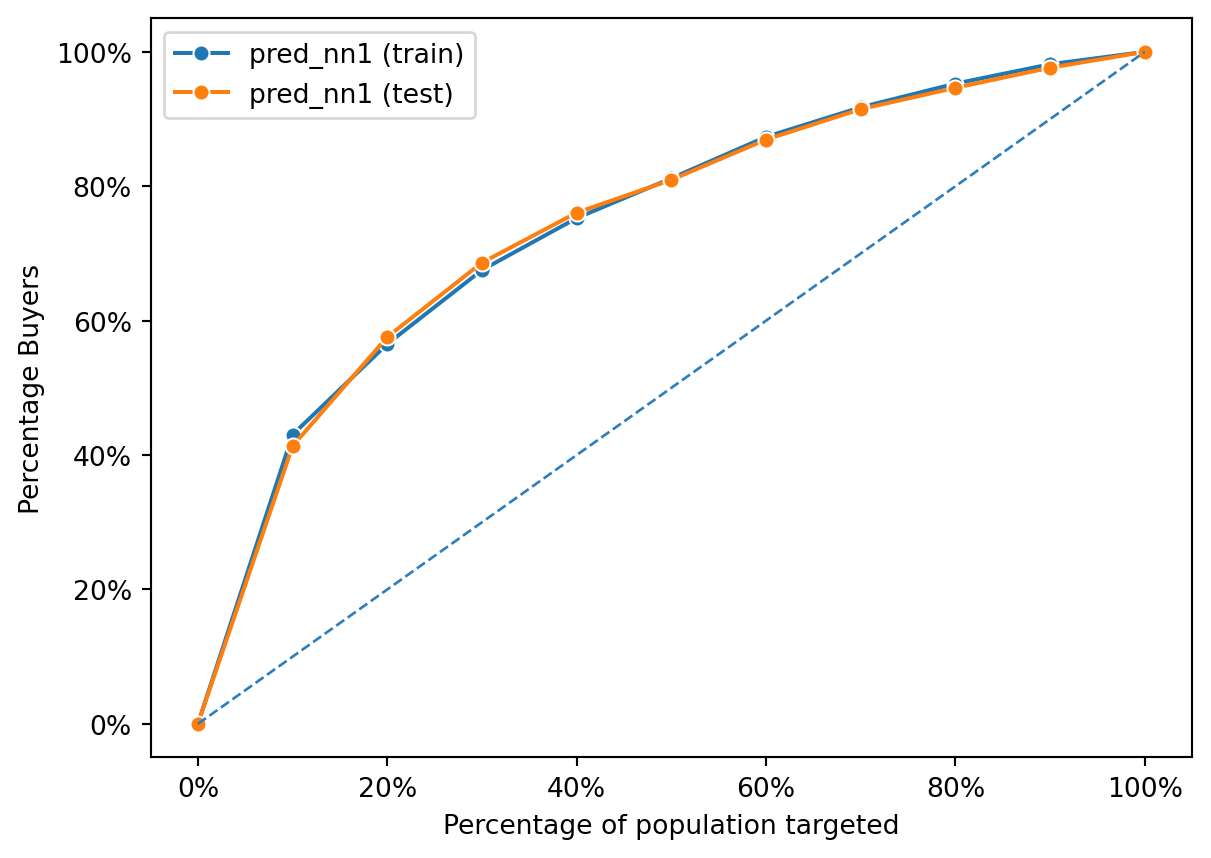 pred_nn1 (train)
pred_nn1 (test)
100%
80%
60%
40%
20%
0%
Percentage Buyers
0% 20% 40% 60% 80% 100%
Percentage of population targeted